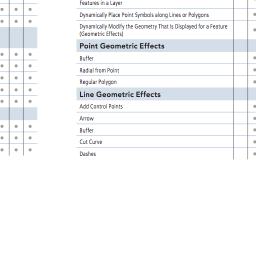 Features in a Layer
Dynamically Place Point Symbols along Lines or Polygons
Dynamically Modify the Geometry That Is Displayed for a Feature
(Geometric Effects)
Point Geometric Effects
Buffer
Radial from Point
Regular Polygon
Line Geometric Effects
Add Control Points
Arrow
Buffer
Cut Curve
Dashes